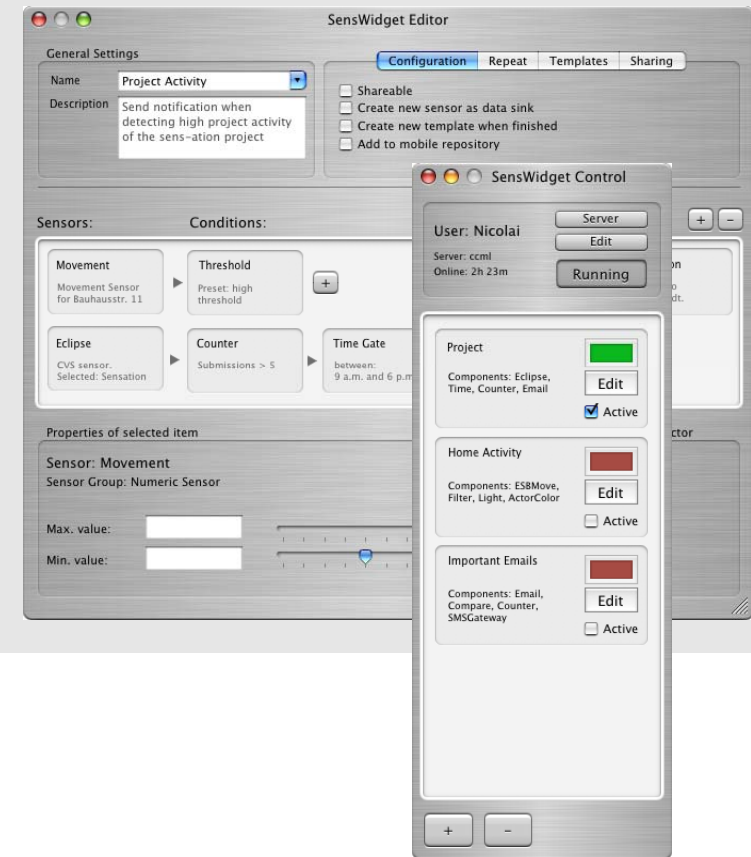 SensWidget Editor
General Settings
Name
Project Activity
Description
Send notification when
detecting high project activity
of the sens-ation project
Configuration
Repeat
Templates
Sharing
Shareable
Create new sensor as data sink
Create new template when finished
Add to mobile repository
Sensors:
Conditions:
+
-
Movement
Movement Sensor
for Bauhausstr. 11
Threshold
Preset: high
threshold
+
on
o
dt.
Eclipse
CVS sensor.
Selected: Sensation
Counter
Submissions > 5
Time Gate
between:
9 a.m. and 6 p.m
Properties of selected item
ctor
Sensor: Movement
Sensor Group: Numeric Sensor
Max. value:
Min. value:
SensWidget Control
User: Nicolai
Server: ccml
Online: 2h 23m
Server
Edit
Running
Project
Components: Eclipse,
Time, Counter, Email
Edit
Active
Home Activity
Components: ESBMove,
Filter, Light, ActorColor
Edit
Active
Important Emails
Components: Email,
Compare, Counter,
SMSGateway
Edit
Active
+
-